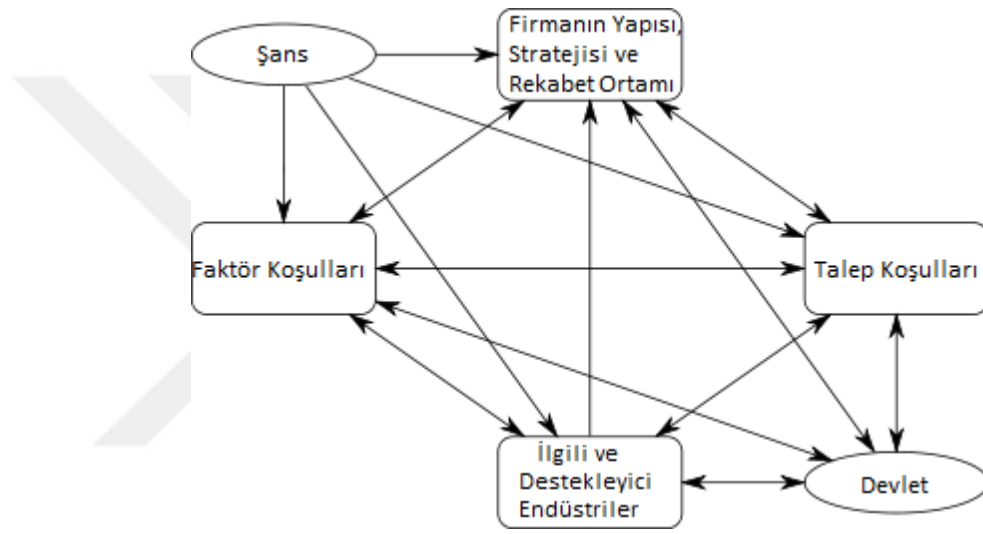 Şans
Firmanın Yapısı,
Stratejisi ve
Rekabet Ortamı
Faktör Koşulları
Talep Koşulları
İlgili ve
Destekleyici
Endüstriler
Devlet